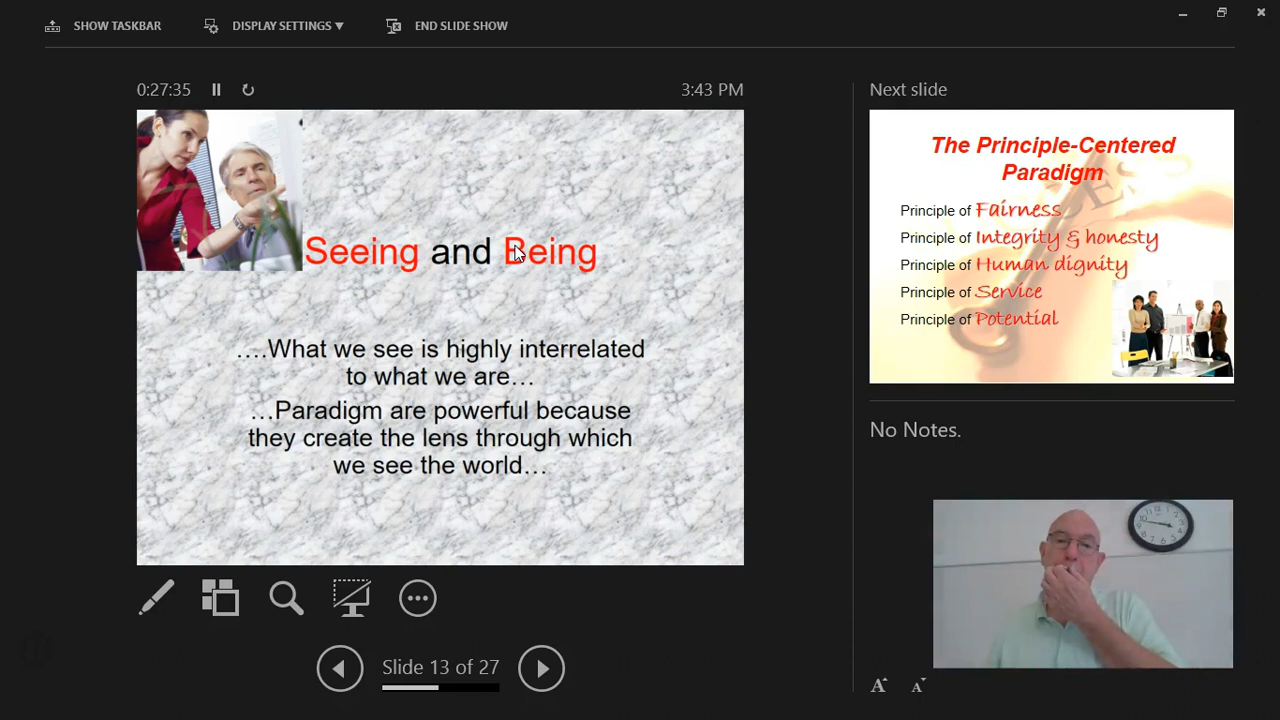 SHOW TASKBAR
DISPLAY SETTINGS ▼
END SLIDE SHOW
0:27:35
3:43 PM
Seeing and Being
….What we see is highly interrelated
to what we are…
…Paradigm are powerful because
they create the lens through which
we see the world…
Slide 13 of 27
Next slide
The Principle-Centered
Paradigm
Principle of Fairness
Principle of Integrity & honesty
Principle of Human dignity
Principle of Service
Principle of Potential
No Notes.
A A